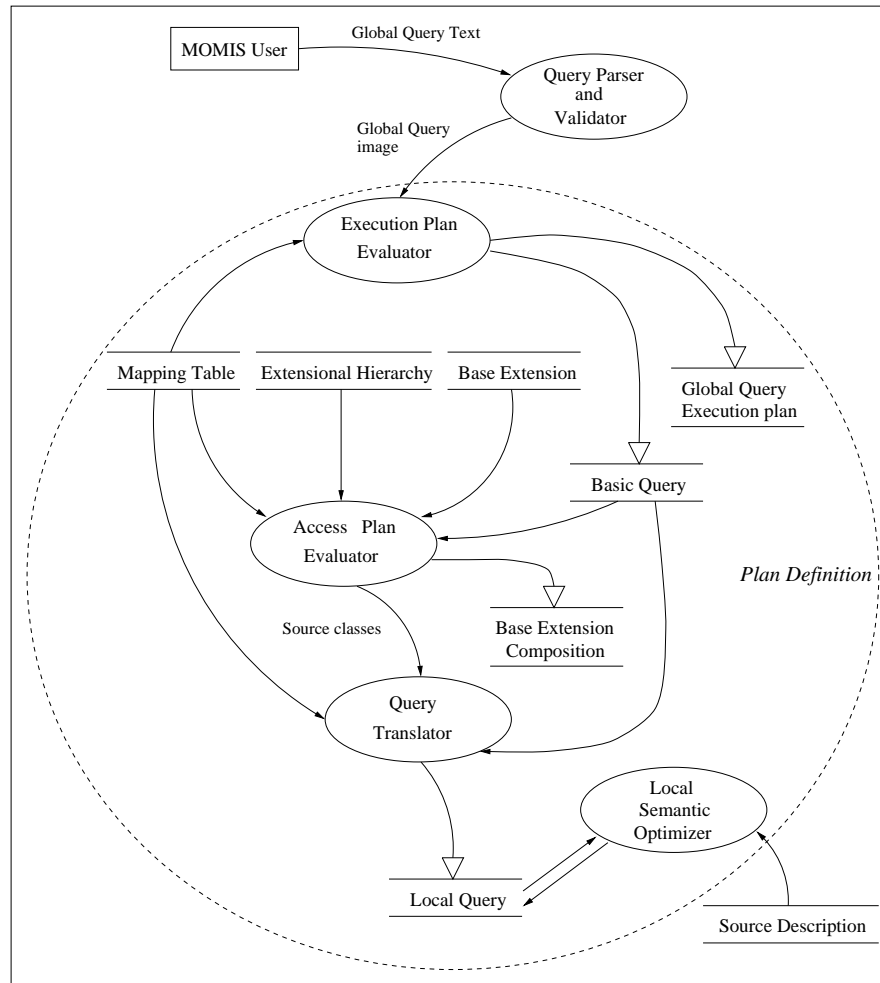 Global Query Text
MOMIS User
Query Parser
and
Validator
Global Query
image
Execution Plan
Evaluator
Mapping Table
Extensional Hierarchy
Base Extension
Global Query
Execution plan
Basic Query
Access Plan
Evaluator
Plan Definition
Source classes
Base Extension
Composition
Query
Translator
Local
Semantic
Optimizer
Local Query
Source Description